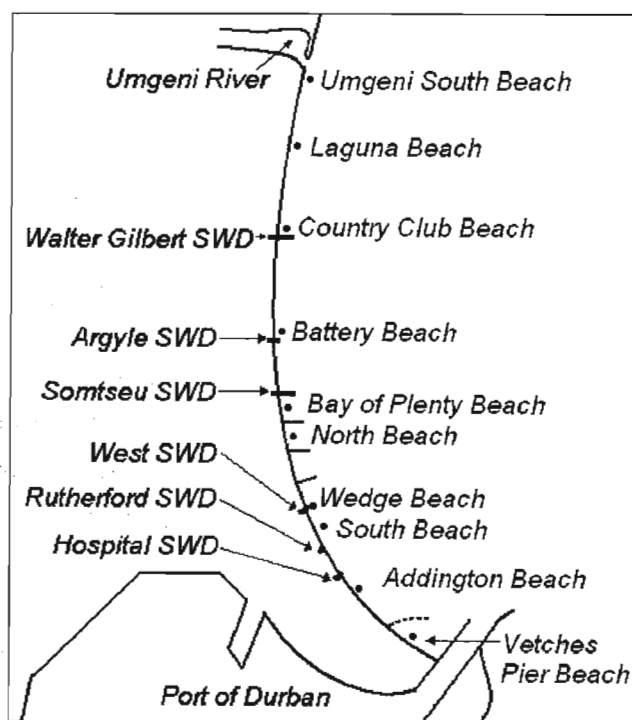 Umgeni River
Umgeni South Beach
Laguna Beach
Country Club Beach
Walter Gilbert SWD
Battery Beach
Argyle SWD
Somtseu SWD
Bay of Plenty Beach
North Beach
West SWD
Wedge Beach
Rutherford SWD
South Beach
Hospital SWD
Addington Beach
Vetches
Pier Beach
Port of Durban